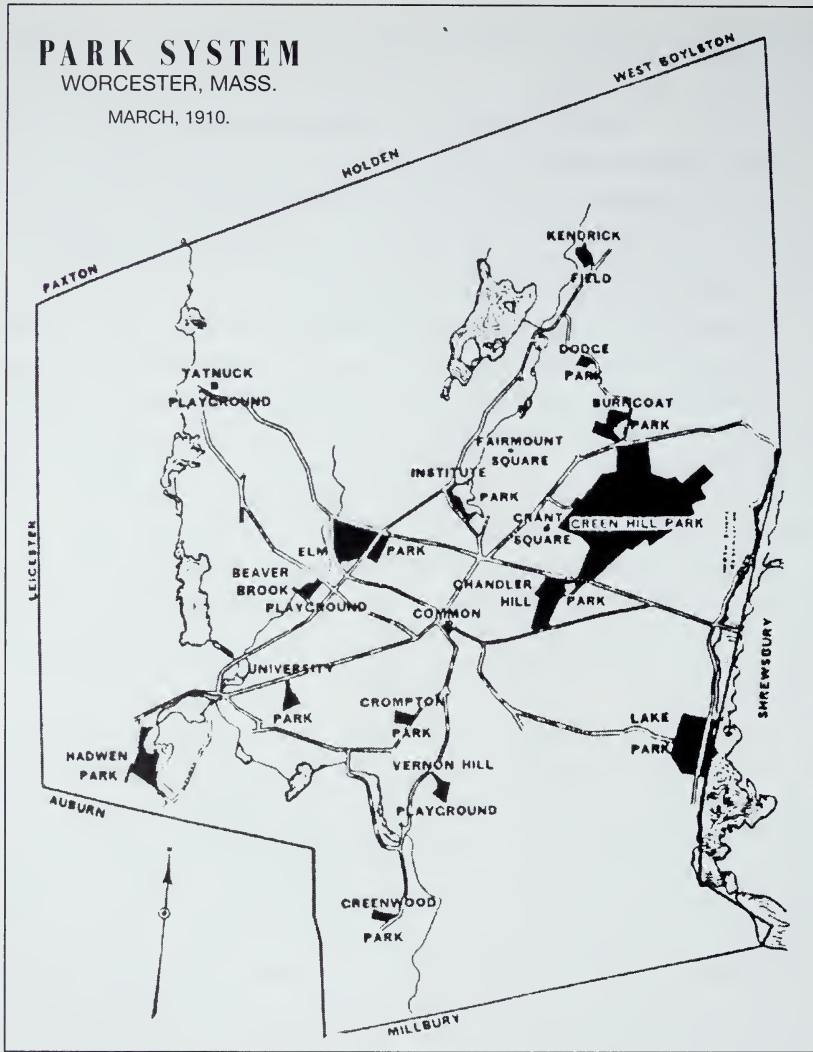 PARK SYSTEM
WORCESTER, MASS.
MARCH, 1910.
WEST BOYLSTON
HOLDEN
PAXTON
KENDRICK
FIELD
DODGE
PARK
TATNUCK
PLAYGROUND
BURNCOAT
PARK
FAIRMOUNT
SQUARE
INSTITUTE
PARK
GRANT
SQUARE
GREEN HILL PARK
ELM
PARK
BEAVER
BROOK
PLAYGROUND
CHANDLER
HILL
PARK
COMMON
LEICESTER
SHREWSBURY
UNIVERSITY
PARK
CROMPTON
PARK
LAKE
PARK
HADWEN
PARK
VERNON HILL
PLAYGROUND
AUBURN
GREENWOOD
PARK
MILLBURY